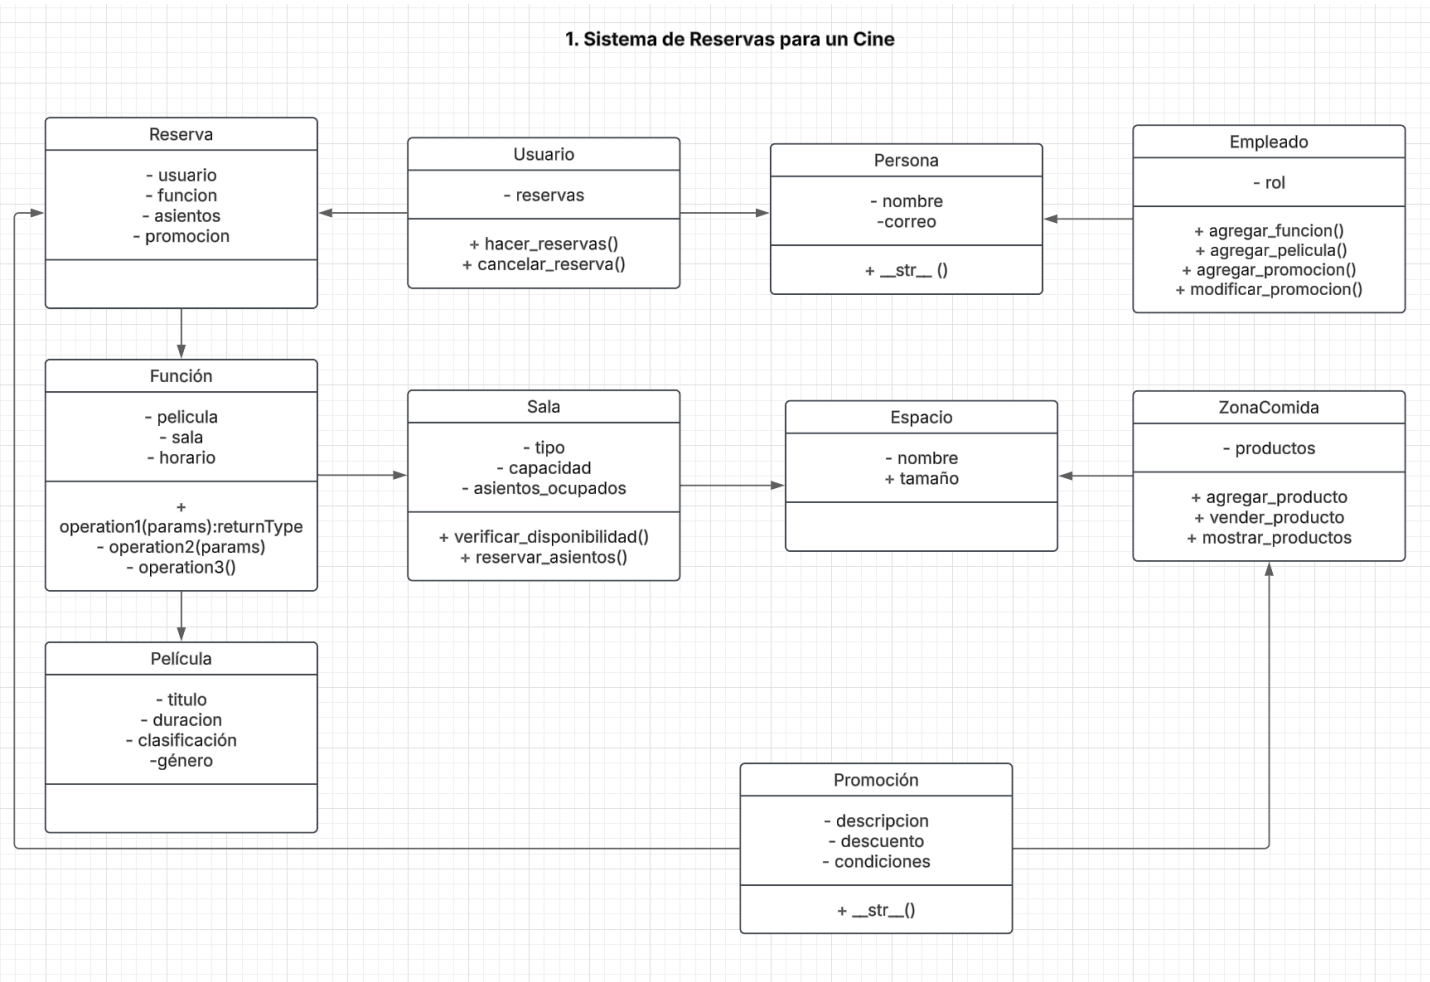 1. Sistema de Reservas para un Cine
Reserva
- usuario
- funcion
- asientos
- promocion
Usuario
- reservas
+ hacer_reservas()
+ cancelar_reserva()
Persona
- nombre
-correo
+ __str__ ()
Empleado
- rol
+ agregar_funcion()
+ agregar_pelicula()
+ agregar_promocion()
+ modificar_promocion()
Función
- pelicula
- sala
- horario
+
operation1(params):returnType
- operation2(params)
- operation3()
Sala
- tipo
- capacidad
- asientos_ocupados
+ verificar_disponibilidad()
+ reservar_asientos()
Espacio
- nombre
+ tamaño
ZonaComida
- productos
+ agregar_producto
+ vender_producto
+ mostrar_productos
Película
- titulo
- duracion
- clasificación
-género
Promoción
- descripcion
- descuento
- condiciones
+ __str__()